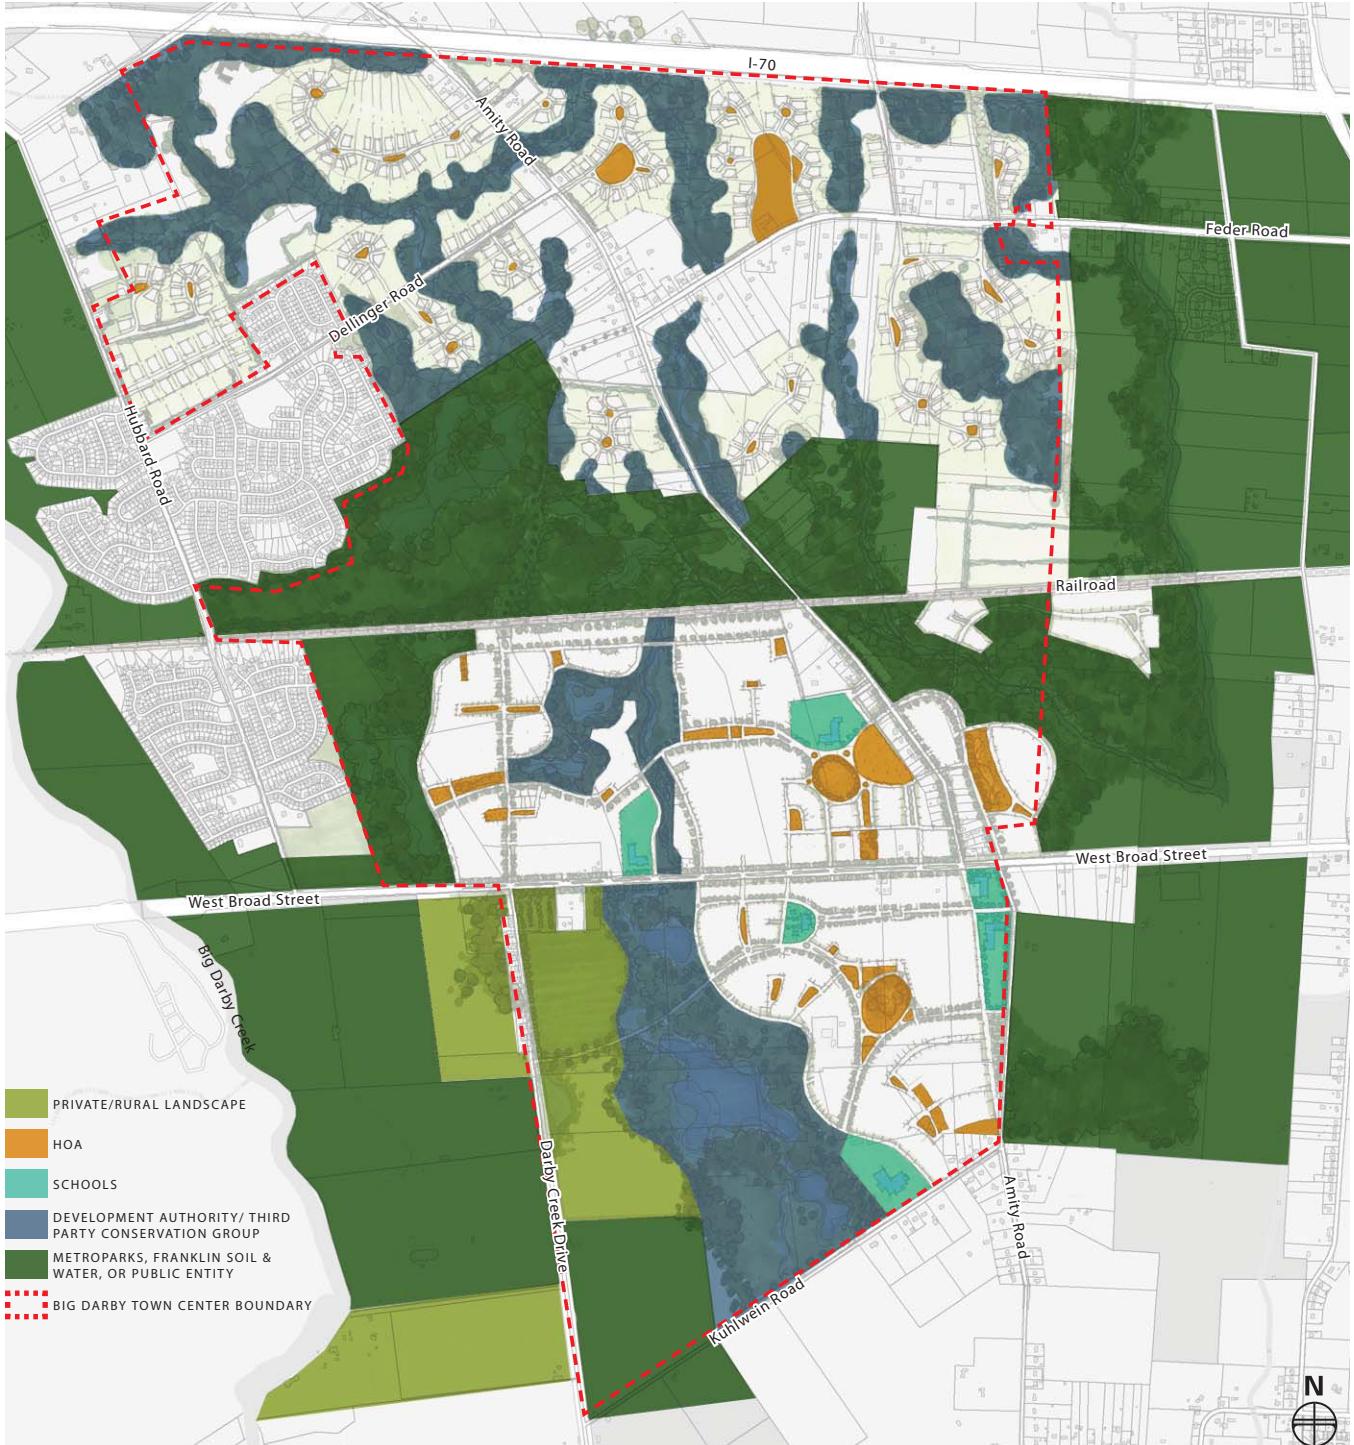 I-70
Amity Road
Feder Road
Dellinger Road
Hubbard Road
Railroad
West Broad Street
West Broad Street
Big Darby Creek
PRIVATE/RURAL LANDSCAPE
HOA
SCHOOLS
DEVELOPMENT AUTHORITY/ THIRD
PARTY CONSERVATION GROUP
METROPARKS, FRANKLIN SOIL &
WATER, OR PUBLIC ENTITY
BIG DARBY TOWN CENTER BOUNDARY
Darby Creek Drive
Amity Road
Kuhlwein Road
N